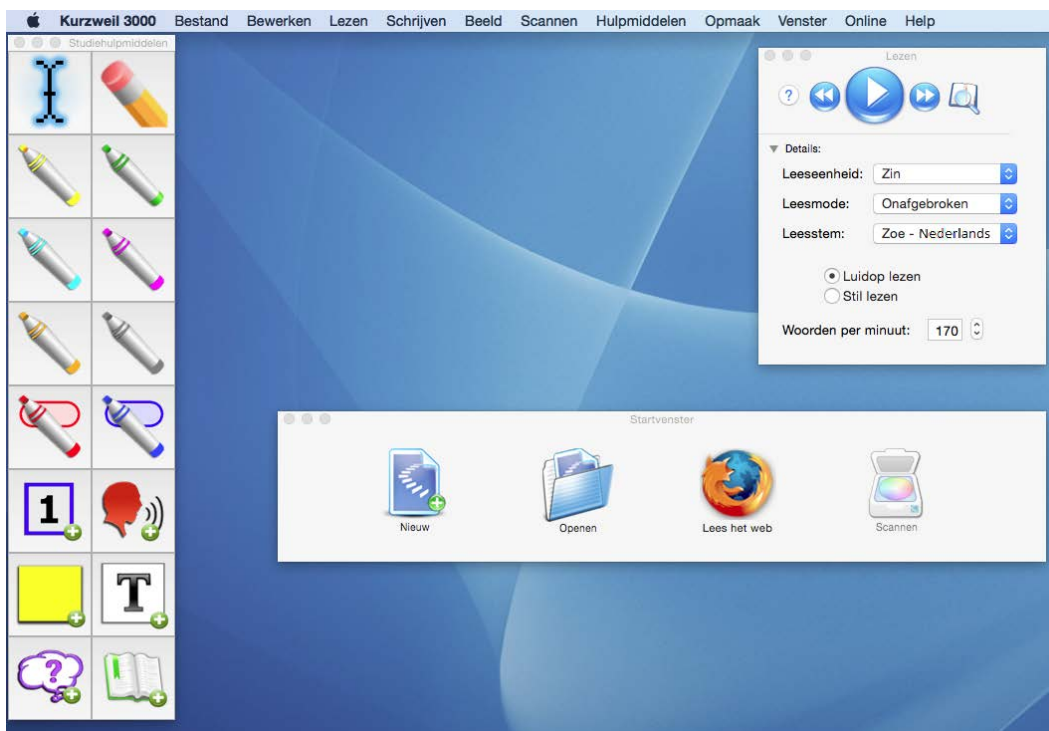 Kurzweil 3000 Bestand Bewerken Lezen Schrijven Beeld Scannen Hulpmiddelen Opmaak Venster Online Help
Studiehulpmiddelen
1
T
?
Lezen
?
Details:
Leeseenheid: Zin
Leesmode: Onafgebroken
Leesstem: Zoe - Nederlands
Luidop lezen
Stil lezen
Woorden per minuut: 170
Startvenster
Nieuw Openen Lees het web Scannen